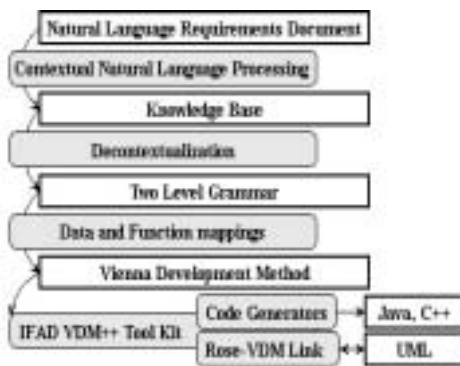 Natural Language Requirements Document
Contextual Natural Language Processing
Knowledge Base
Decontextualization
Two Level Grammar
Data and Function mappings
Vienna Development Method
IFAD VDM++ Tool Kit
Code Generators
Java, C++
Rose-VDM Link
UML